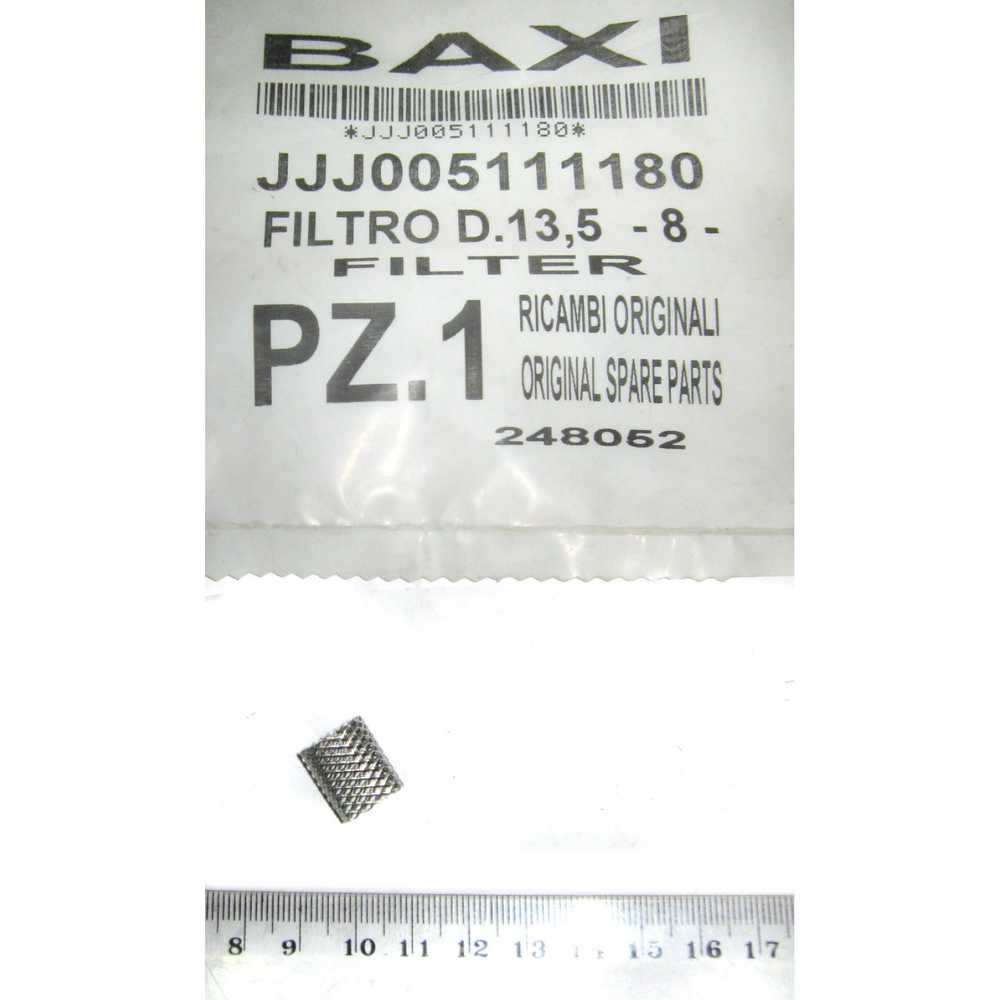 BAXI
*JJJ005111180*
JJJ005111180
FILTRO D.13,5 - 8 -
FILTER
PZ.1
RICAMBI ORIGINALI
ORIGINAL SPARE PARTS
248052
8 9 10 11 12 13 14 15 16 17